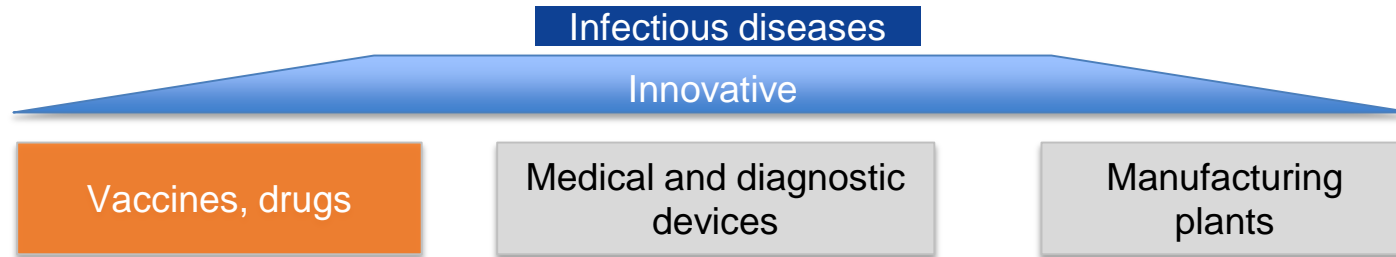 Infectious diseases
Innovative
Vaccines, drugs
Medical and diagnostic
devices
Manufacturing
plants